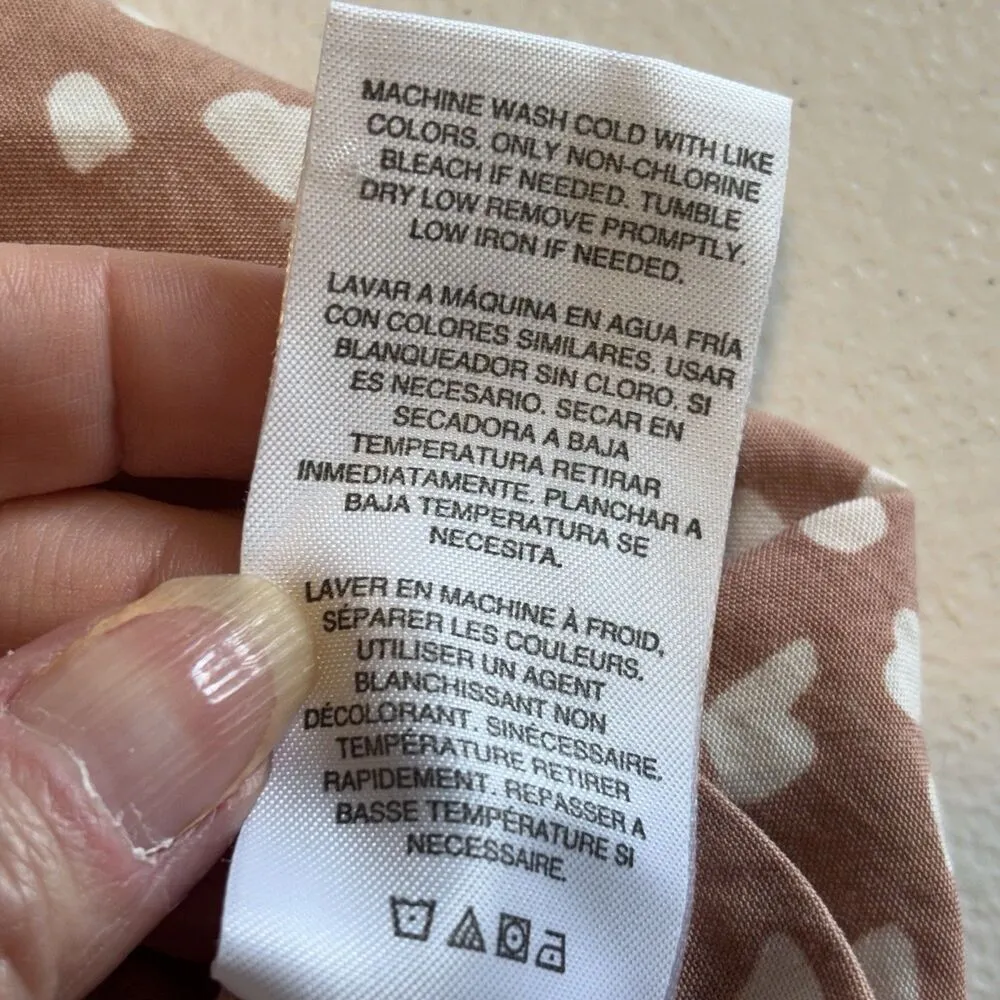 MACHINE WASH COLD WITH LIKE
COLORS. ONLY NON-CHLORINE
BLEACH IF NEEDED. TUMBLE
DRY LOW REMOVE PROMPTLY.
LOW IRON IF NEEDED.
LAVAR A MÁQUINA EN AGUA FRÍA
CON COLORES SIMILARES. USAR
BLANQUEADOR SIN CLORO. SI
ES NECESARIO. SECAR EN
SECADORA A BAJA
TEMPERATURA RETIRAR
INMEDIATAMENTE. PLANCHAR A
BAJA TEMPERATURA SE
NECESITA.
LAVER EN MACHINE À FROID,
SÉPARER LES COULEURS.
UTILISER UN AGENT
BLANCHISSANT NON
DÉCOLORANT. SINÉCESSAIRE.
TEMPÉRATURE RETIRER
RAPIDEMENT. REPASSER A
BASSE TEMPÉRATURE SI
NECESSAIRE.